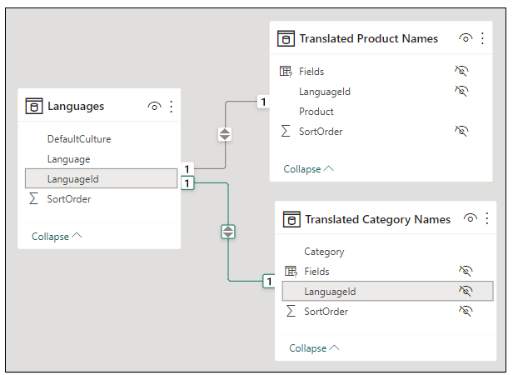 Languages
DefaultCulture
Language
LanguageId
SortOrder
Collapse
1
1
1
1
Translated Product Names
Fields
LanguageId
Product
SortOrder
Collapse
Translated Category Names
Category
Fields
LanguageId
SortOrder
Collapse